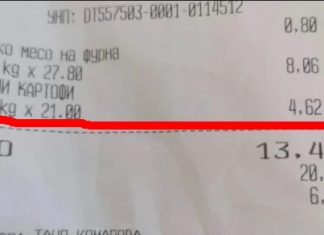 УНП: DT557503-0001-0114512
0,80
КО МЕСО НА ФУРНА
kg x 27.80 8,06
И КАРТОФИ
kg x 21.00 4,62
О 13,4
20,
6,